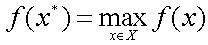 f(x*) = max f(x)
x∈X